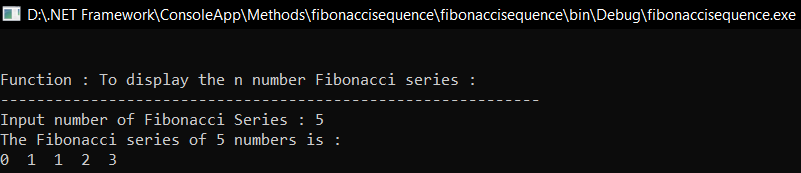 D:\.NET Framework\ConsoleApp\Methods\fibonaccisequence\fibonaccisequence\bin\Debug\fibonaccisequence.exe
Function : To display the n number Fibonacci series :
------------------------------------------------------------
Input number of Fibonacci Series : 5
The Fibonacci series of 5 numbers is :
0  1  1  2  3